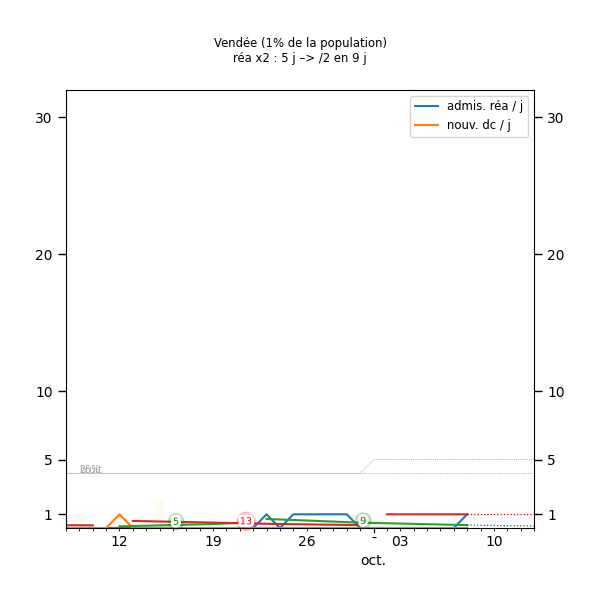 Vendée (1% de la population)
réa x2 : 5 j –> /2 en 9 j
admis. réa / j
nouv. dc / j
30 30
20 20
10 10
5 5
25%
1 1
5 13 9
12 19 26 - 03 10
oct.